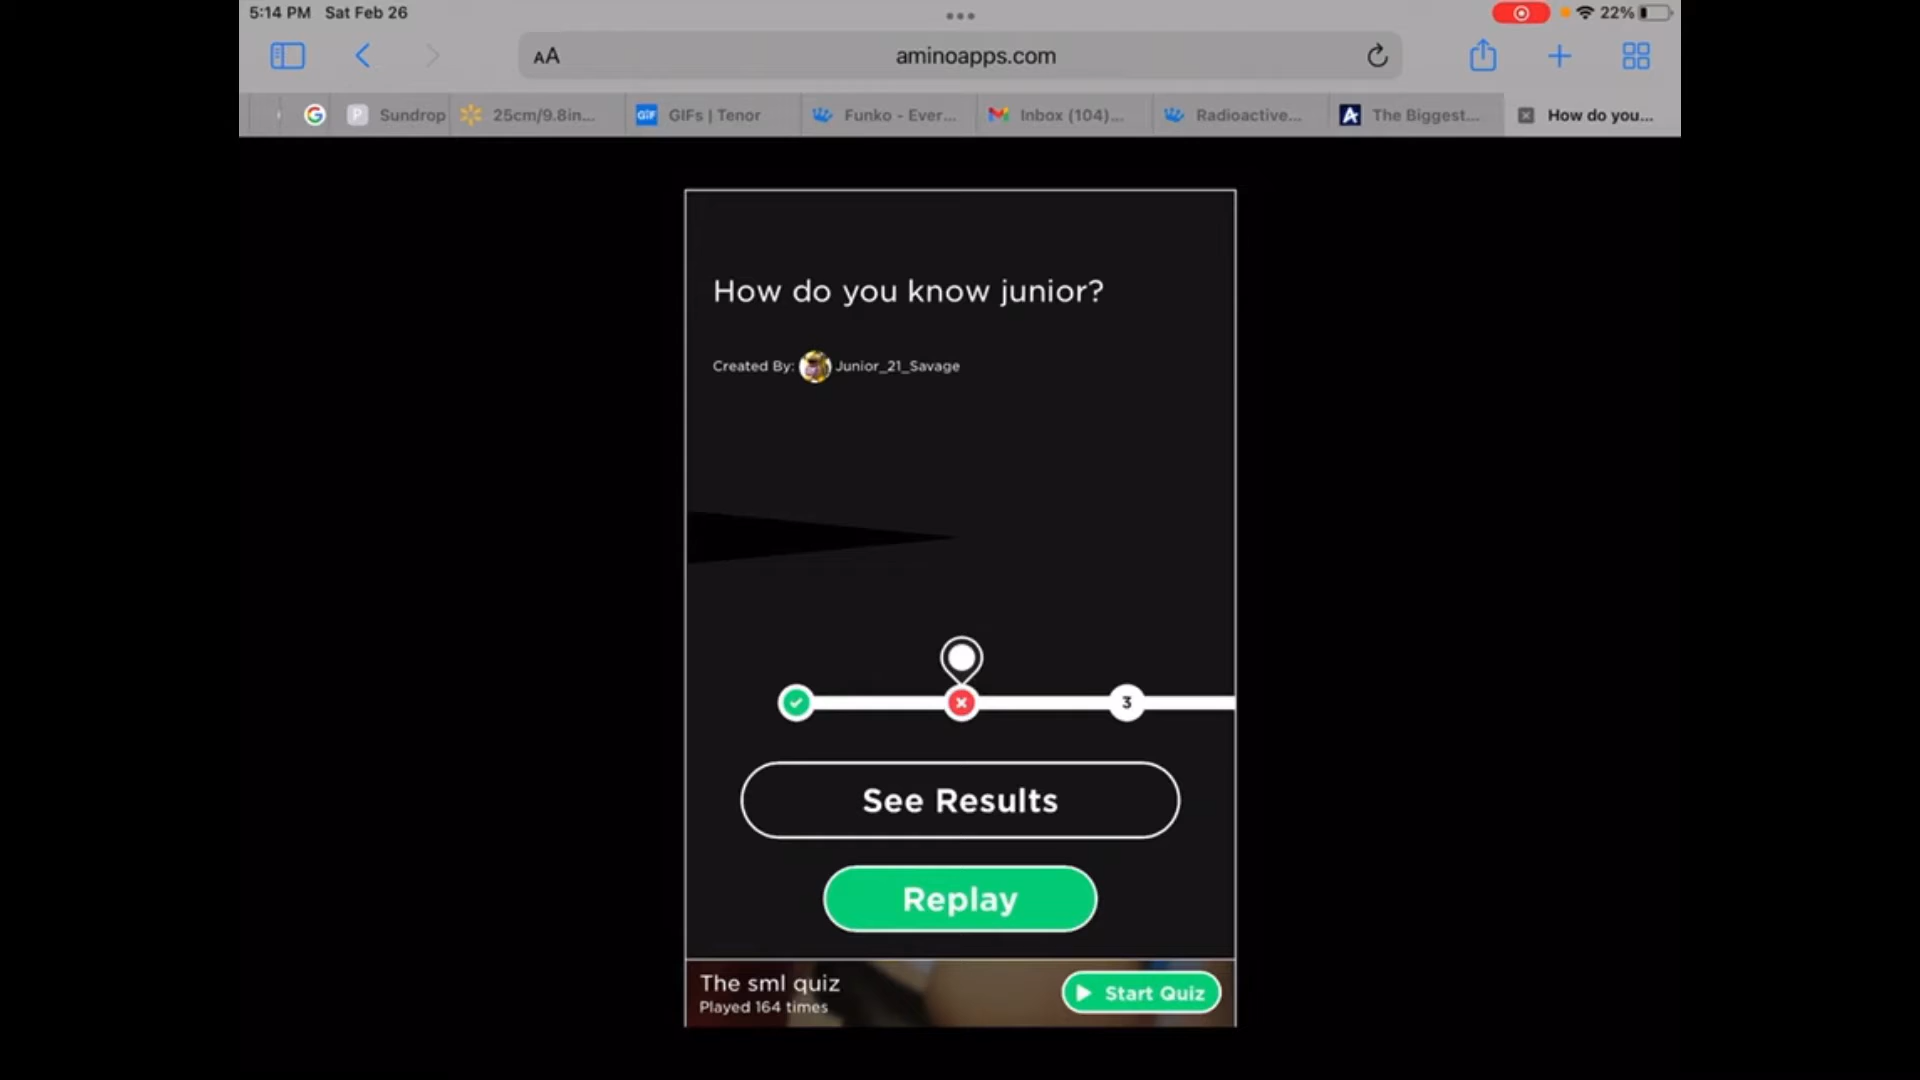 5:14 PM Sat Feb 26
22%
AA
aminoapps.com
G
P
Sundrop
25cm/9.8in...
GIF
GIFs | Tenor
Funko - Ever...
Inbox (104)...
Radioactive...
A
The Biggest...
How do you...
How do you know junior?
Created By: Junior_21_Savage
3
See Results
Replay
The sml quiz
Played 164 times
Start Quiz